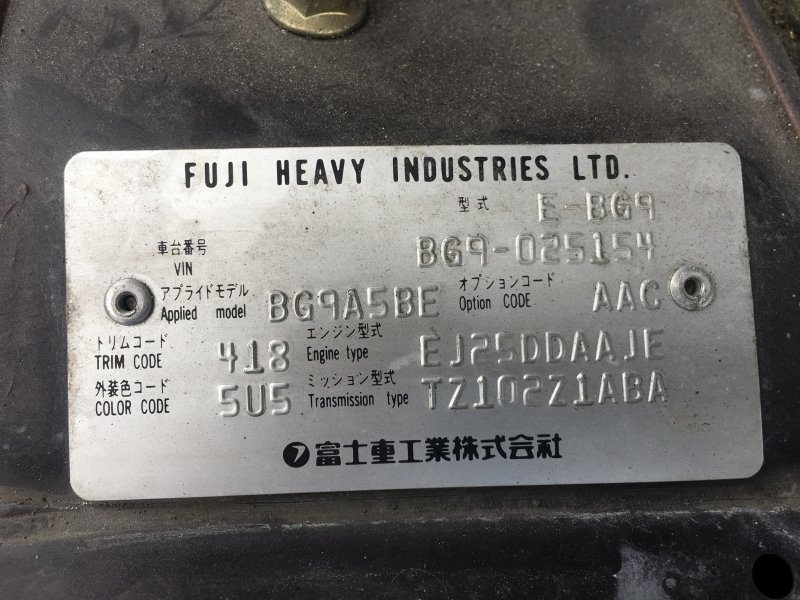 FUJI HEAVY INDUSTRIES LTD.
型式 E-BG9
車台番号 VIN BG9-025154
アプライドモデル Applied model BG9A5BE オプションコード Option CODE AAC
トリムコード TRIM CODE 418 エンジン型式 Engine type EJ25DDAAJE
外装色コード COLOR CODE 5U5 ミッション型式 Transmission type TZ102Z1ABA
富士重工業株式会社